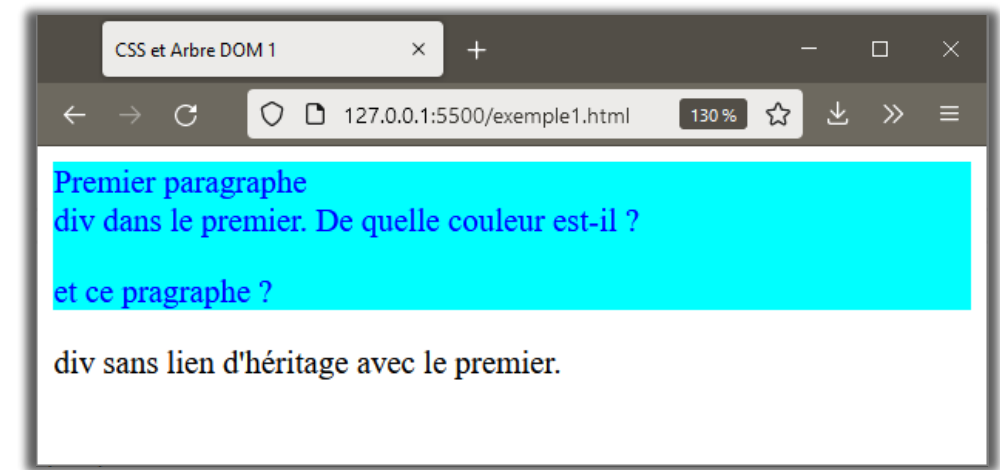 CSS et Arbre DOM 1
127.0.0.1:5500/exemple1.html 130 %
Premier paragraphe
div dans le premier. De quelle couleur est-il ?
et ce pragraphe ?
div sans lien d'héritage avec le premier.